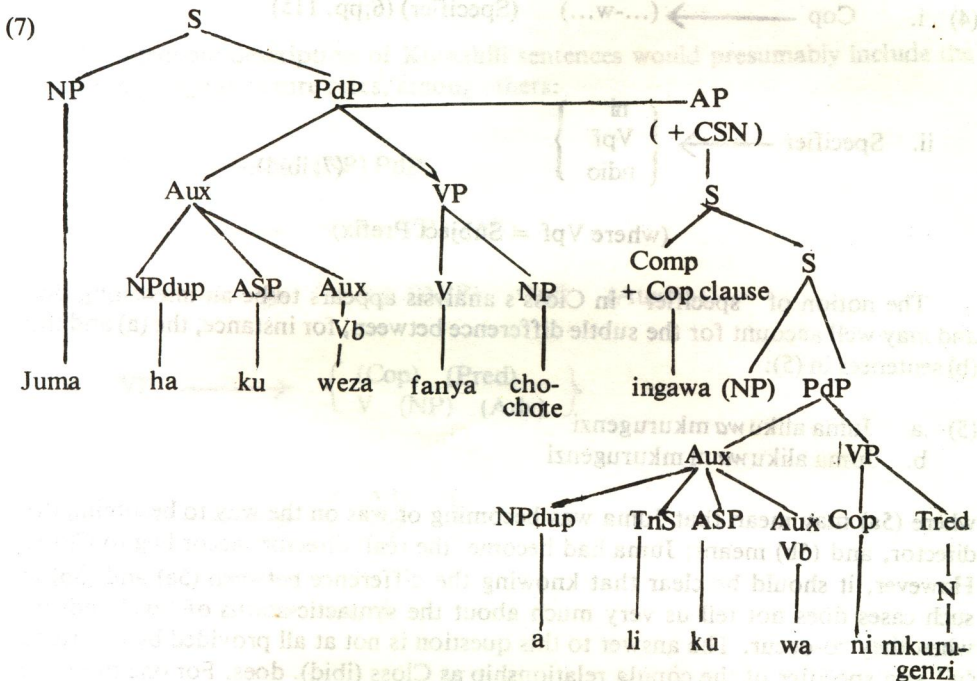 (7)
S
NP PdP AP
( + CSN )
Aux VP S
Comp S
NPdup ASP Aux V NP + Cop clause
Vb
Juma ha ku weza fanya cho- ingawa (NP) PdP
chote
Aux VP
NPdup TnS ASP Aux Cop Tred
Vb N
a li ku wa ni mkuru-
genzi